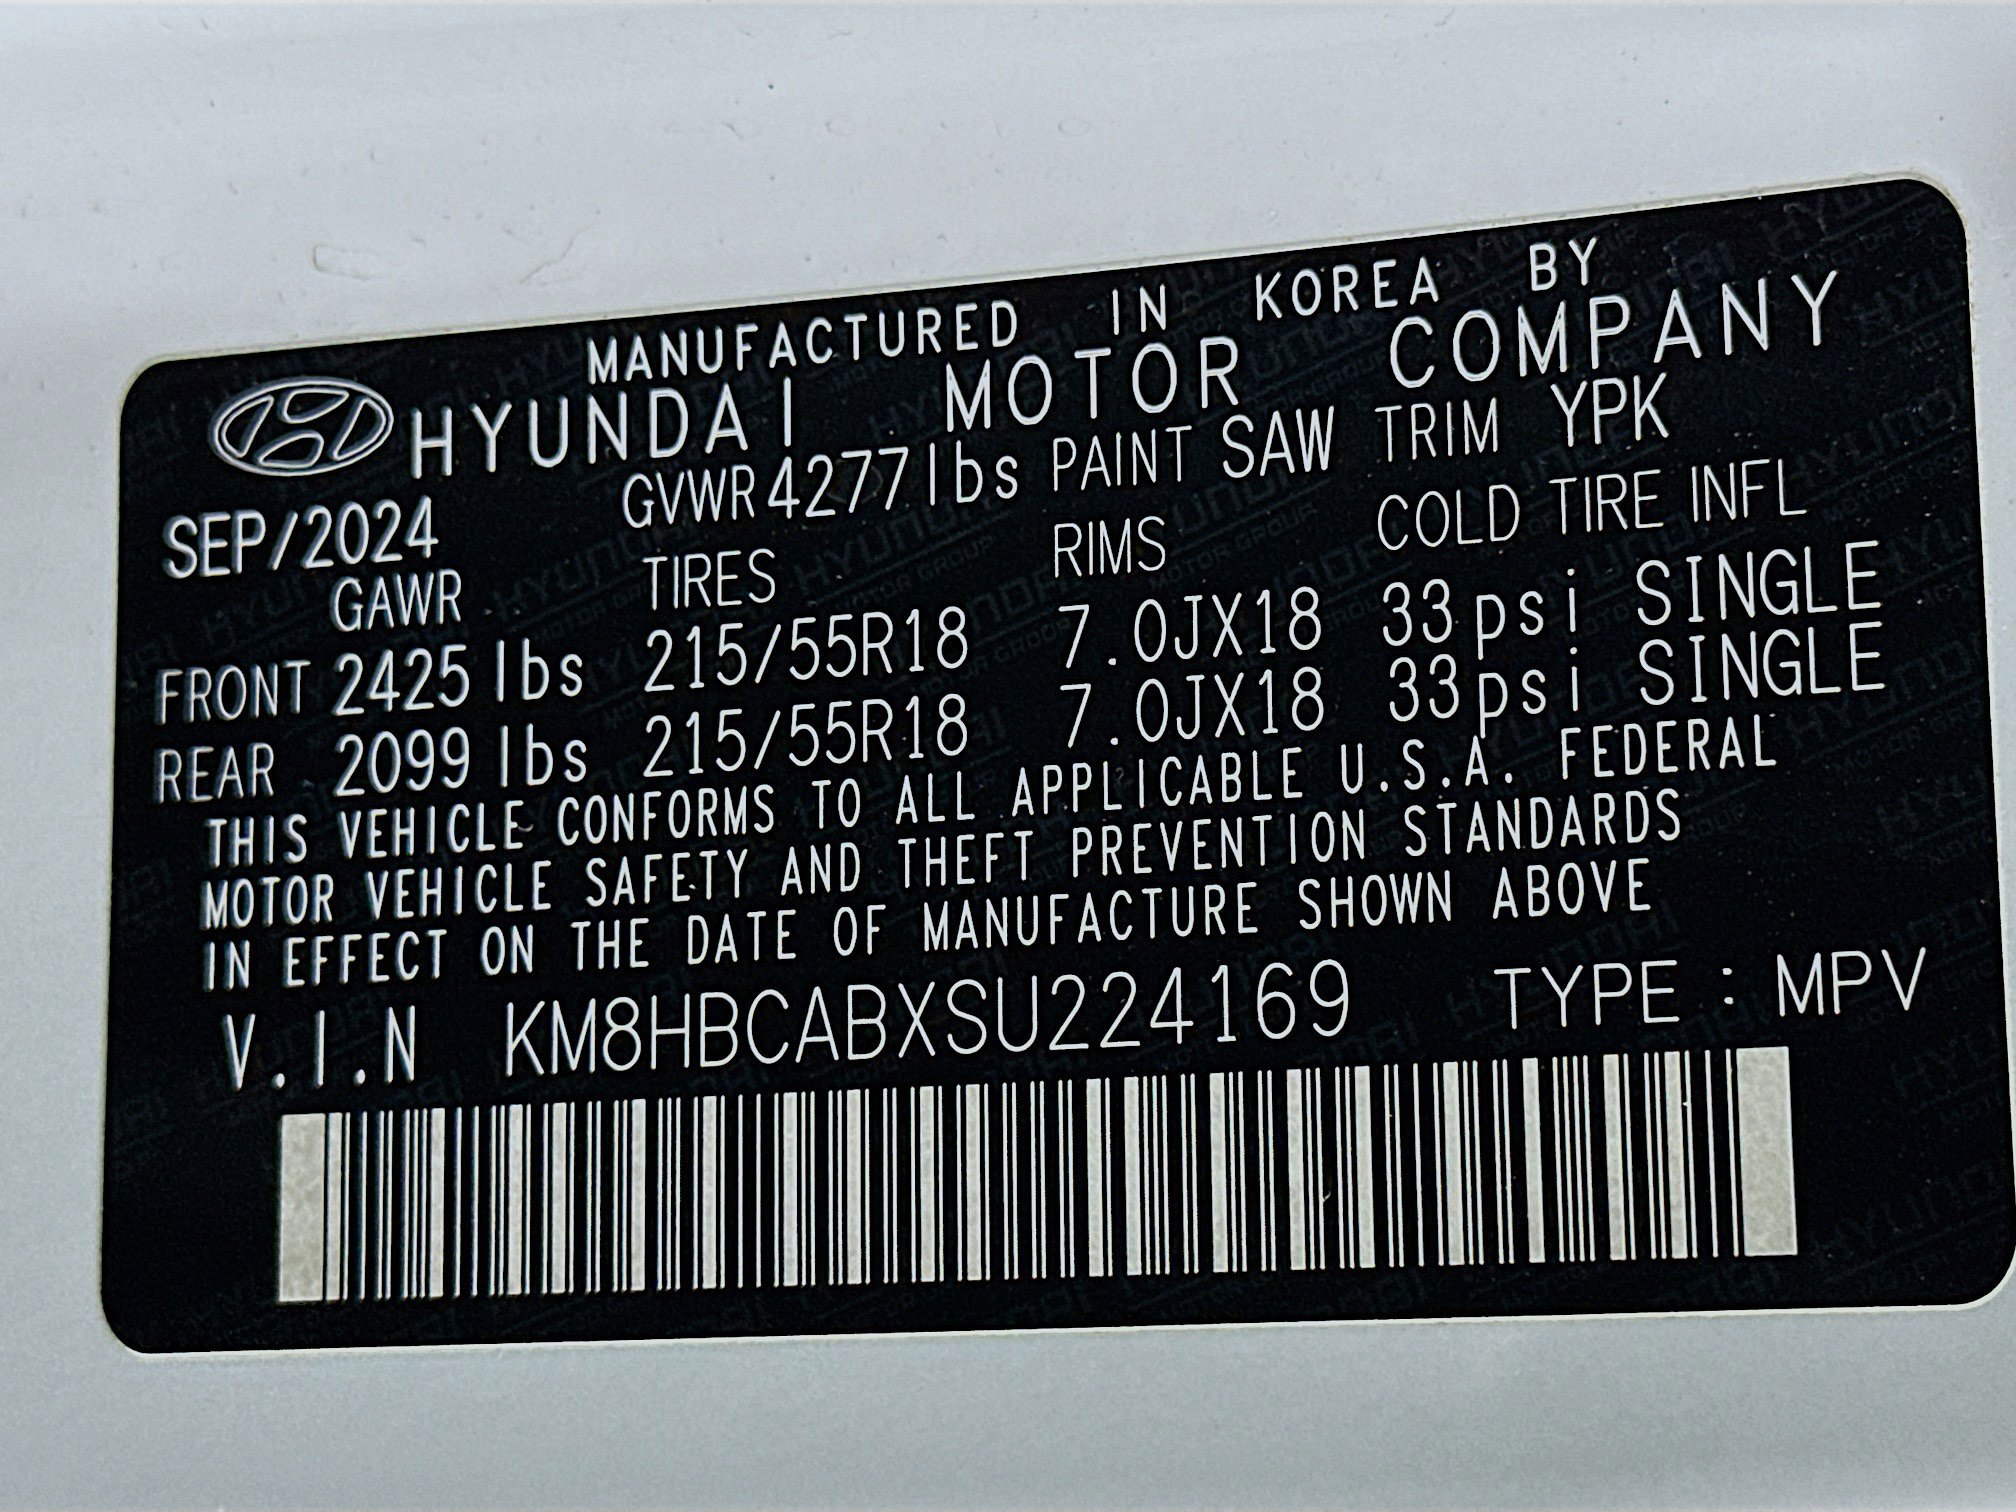 MANUFACTURED IN KOREA BY
HYUNDAI MOTOR COMPANY
SEP/2024 GVWR 4277lbs PAINT SAW TRIM YPK
GAWR TIRES RIMS COLD TIRE INFL
FRONT 2425 lbs 215/55R18 7.0JX18 33psi SINGLE
REAR 2099 lbs 215/55R18 7.0JX18 33psi SINGLE
THIS VEHICLE CONFORMS TO ALL APPLICABLE U.S.A. FEDERAL
MOTOR VEHICLE SAFETY AND THEFT PREVENTION STANDARDS
IN EFFECT ON THE DATE OF MANUFACTURE SHOWN ABOVE
V.I.N KM8HBCABXSU224169 TYPE : MPV